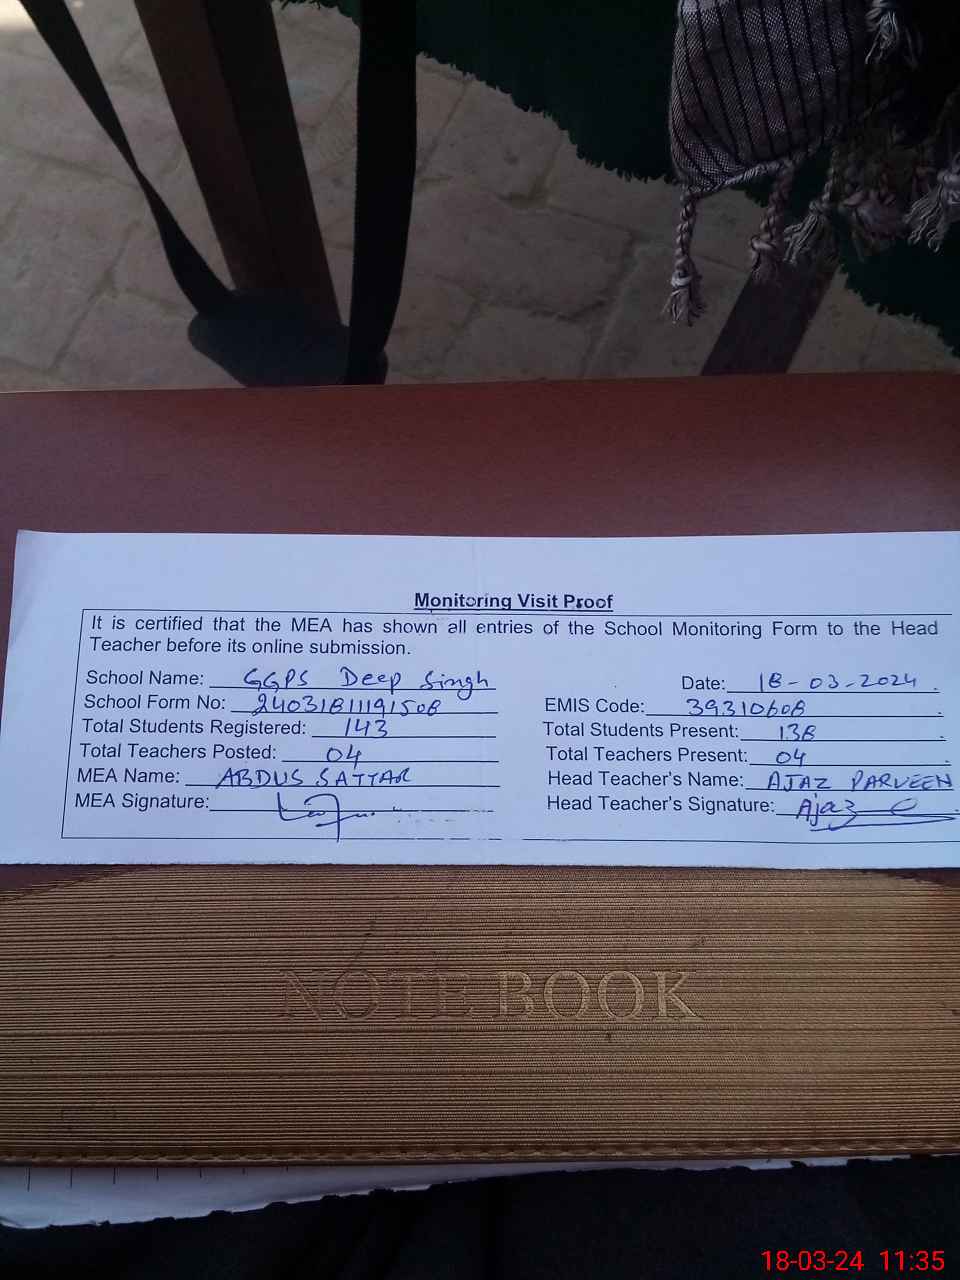 Monitoring Visit Proof
It is certified that the MEA has shown all entries of the School Monitoring Form to the Head
Teacher before its online submission.
School Name: GGPS Deep Singh Date: 18-03-2024.
School Form No: 24031811191508 EMIS Code: 39310608.
Total Students Registered: 143 Total Students Present: 138.
Total Teachers Posted: 04 Total Teachers Present: 04.
MEA Name: ABDUS SATTAR Head Teacher's Name: AJAZ PARVEEN
MEA Signature: Head Teacher's Signature: Ajaz
NOTE BOOK
18-03-24 11:35